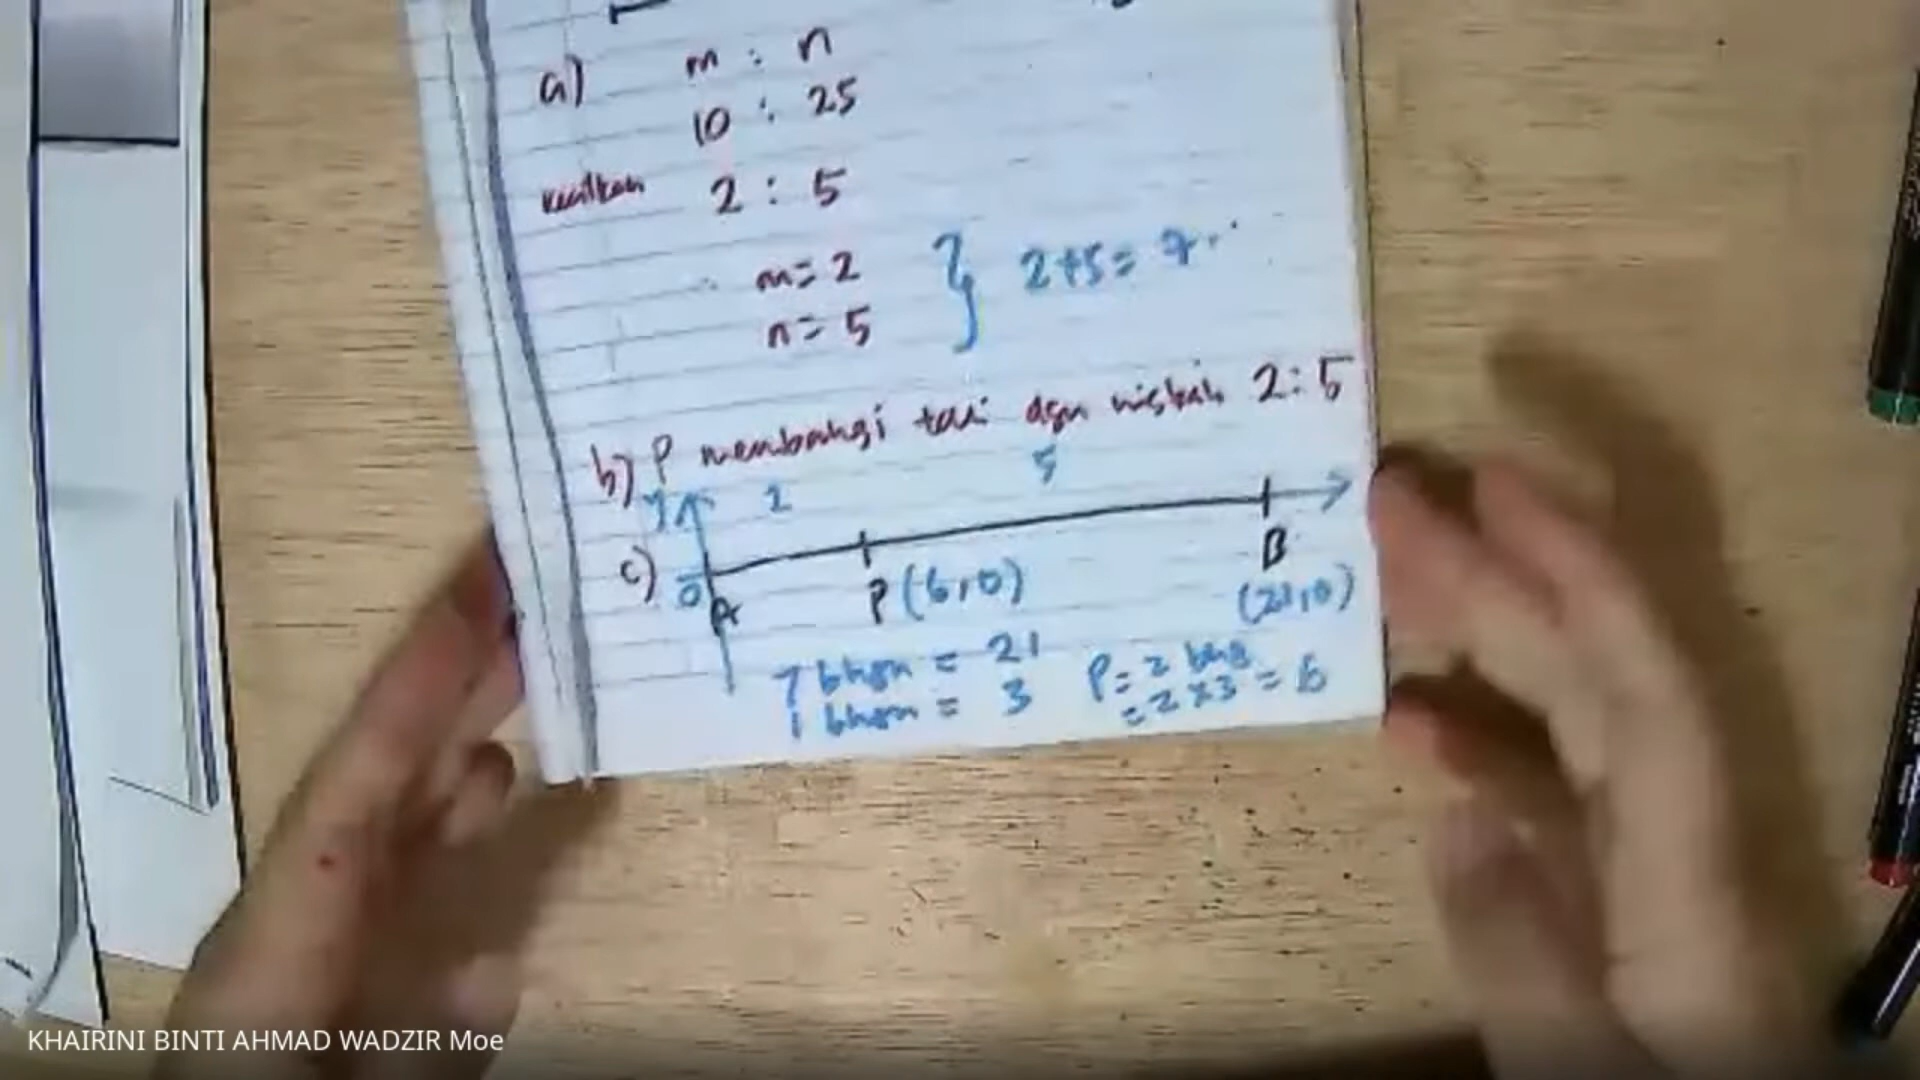 a) m : n
10 : 25
kecilkan 2 : 5
m = 2
n = 5
} 2+5 = 7
b) P membahagi tali dgn nisbah 2 : 5
y 2 5
c) 0 A P (6,0) B
(21,0)
7 bhgn = 21
1 bhgn = 3
P = 2 bhg
= 2 x 3 = 6
KHAIRINI BINTI AHMAD WADZIR Moe